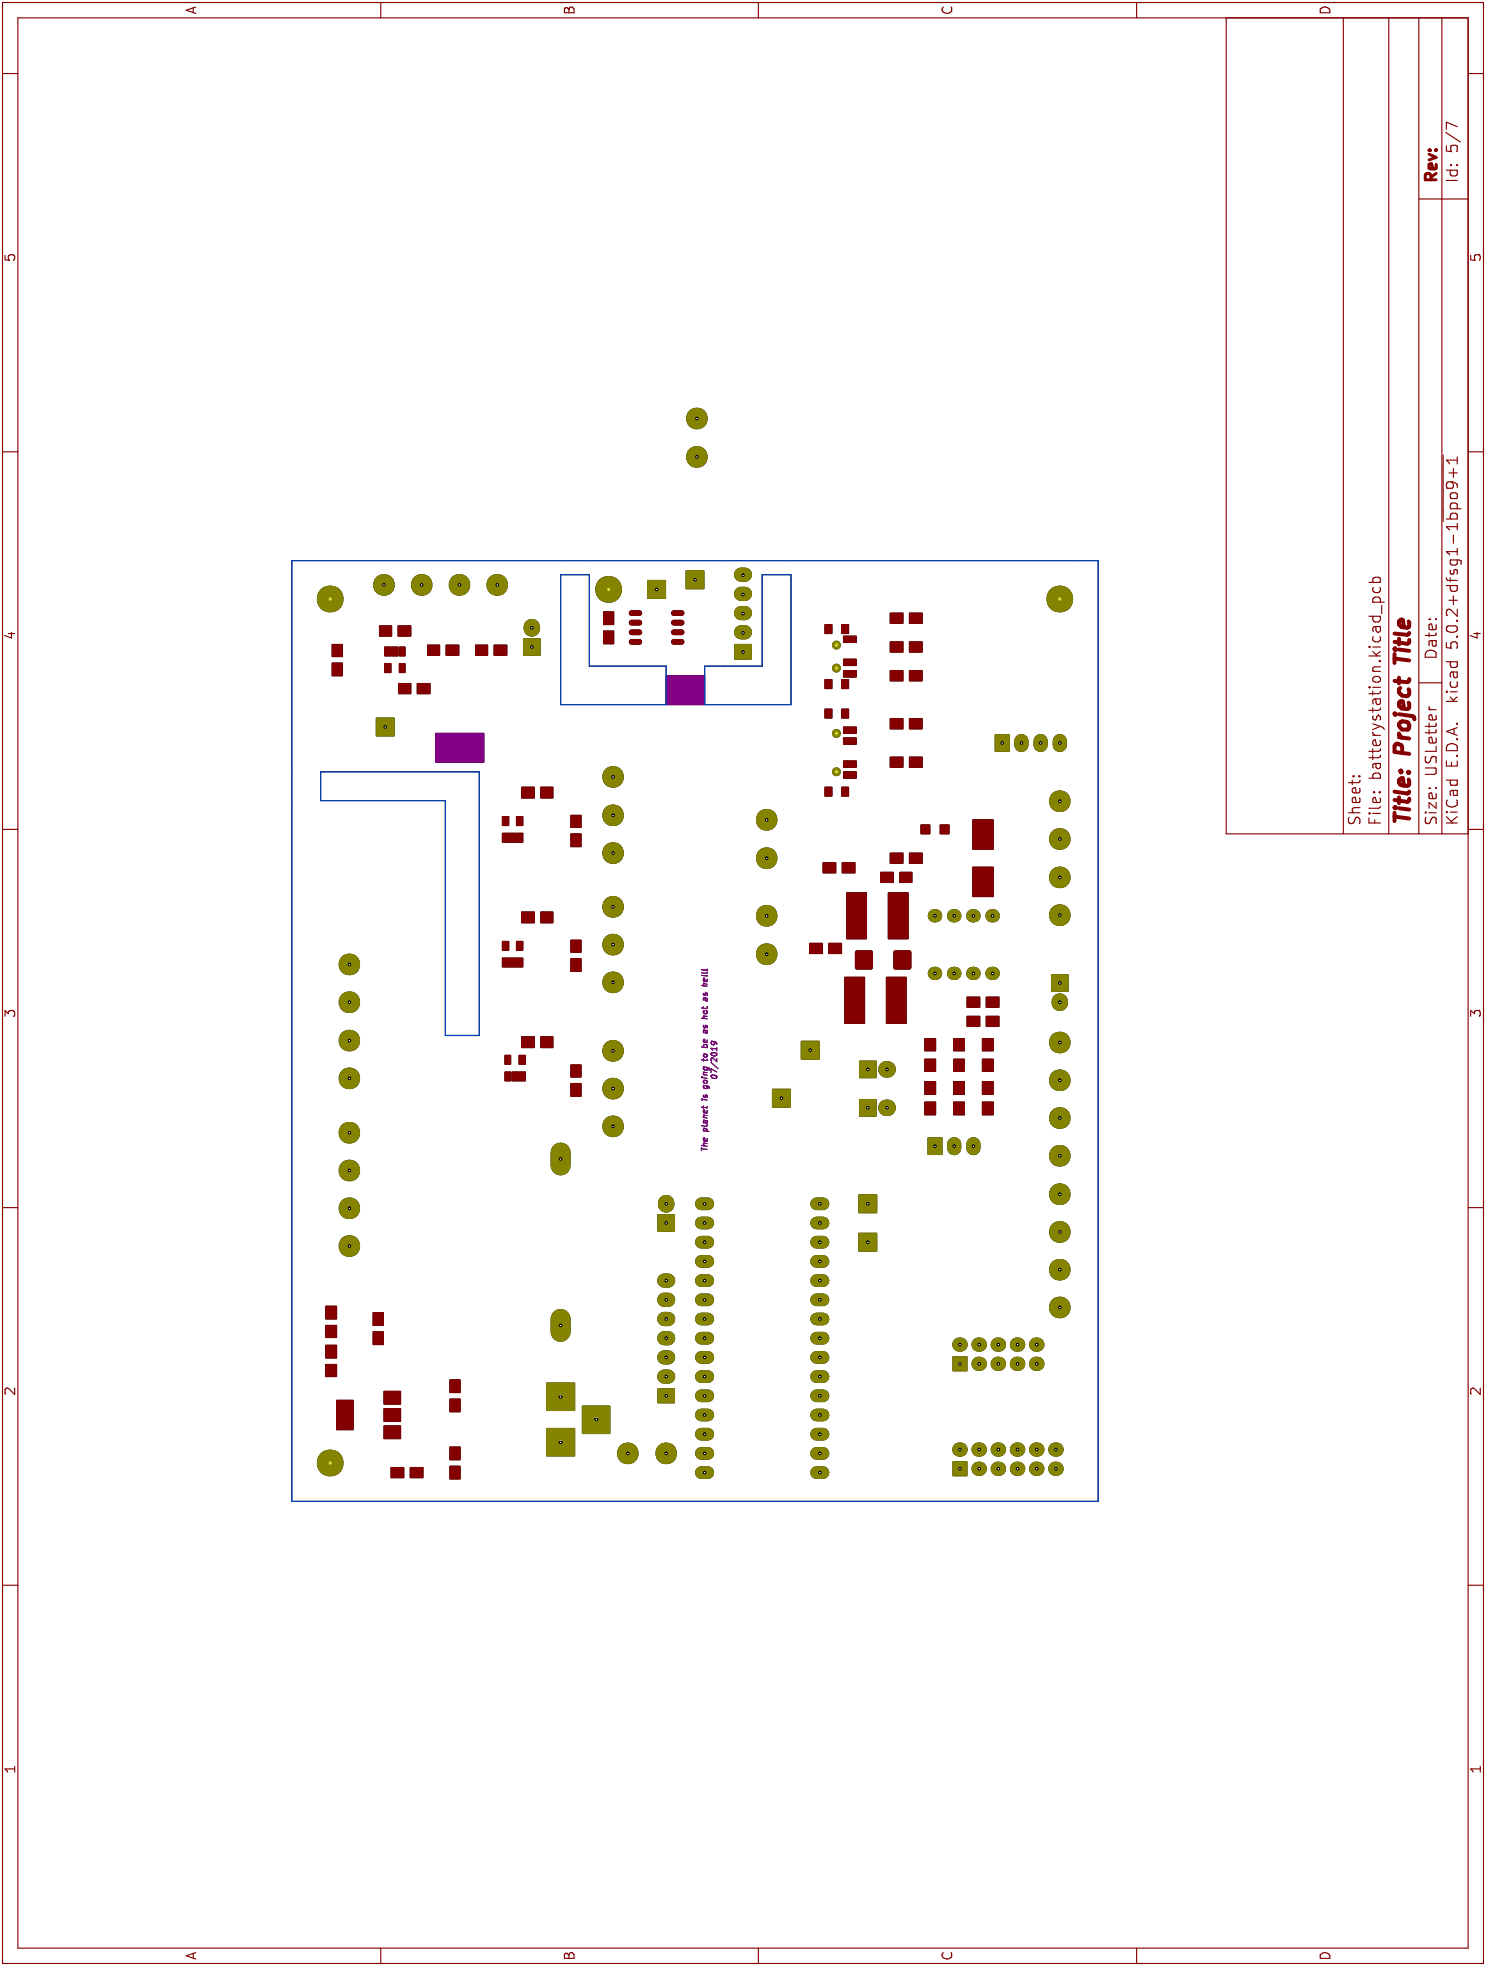 Sheet:
File: batterystation.kicad_pcb
Title: Project Title
Size: USLetter Date: Rev:
KiCad E.D.A. kicad 5.0.2+dfsg1-1~bpo9+1 Id: 5/7
The planet is going to be as hot as hell!
07/2019
1 2 3 4 5
1 2 3 4 5
A B C D
A B C D